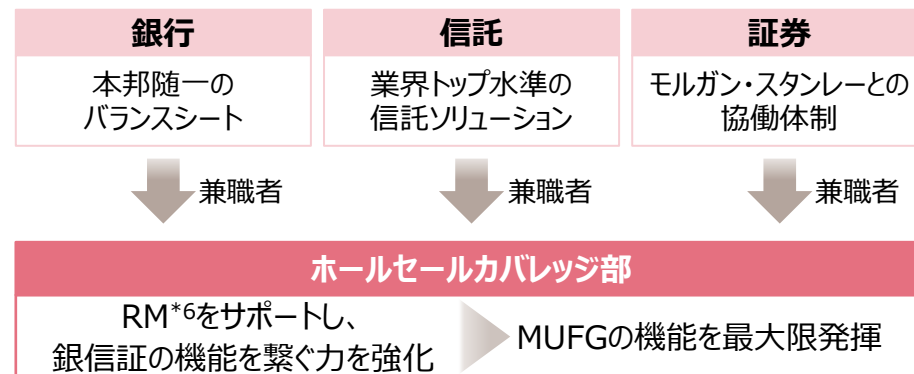 銀行
本邦随一の
バランスシート
信託
業界トップ水準の
信託ソリューション
証券
モルガン・スタンレーとの
協働体制
兼職者
兼職者
兼職者
ホールセールカバレッジ部
RM*6をサポートし、
銀信証の機能を繋ぐ力を強化
MUFGの機能を最大限発揮